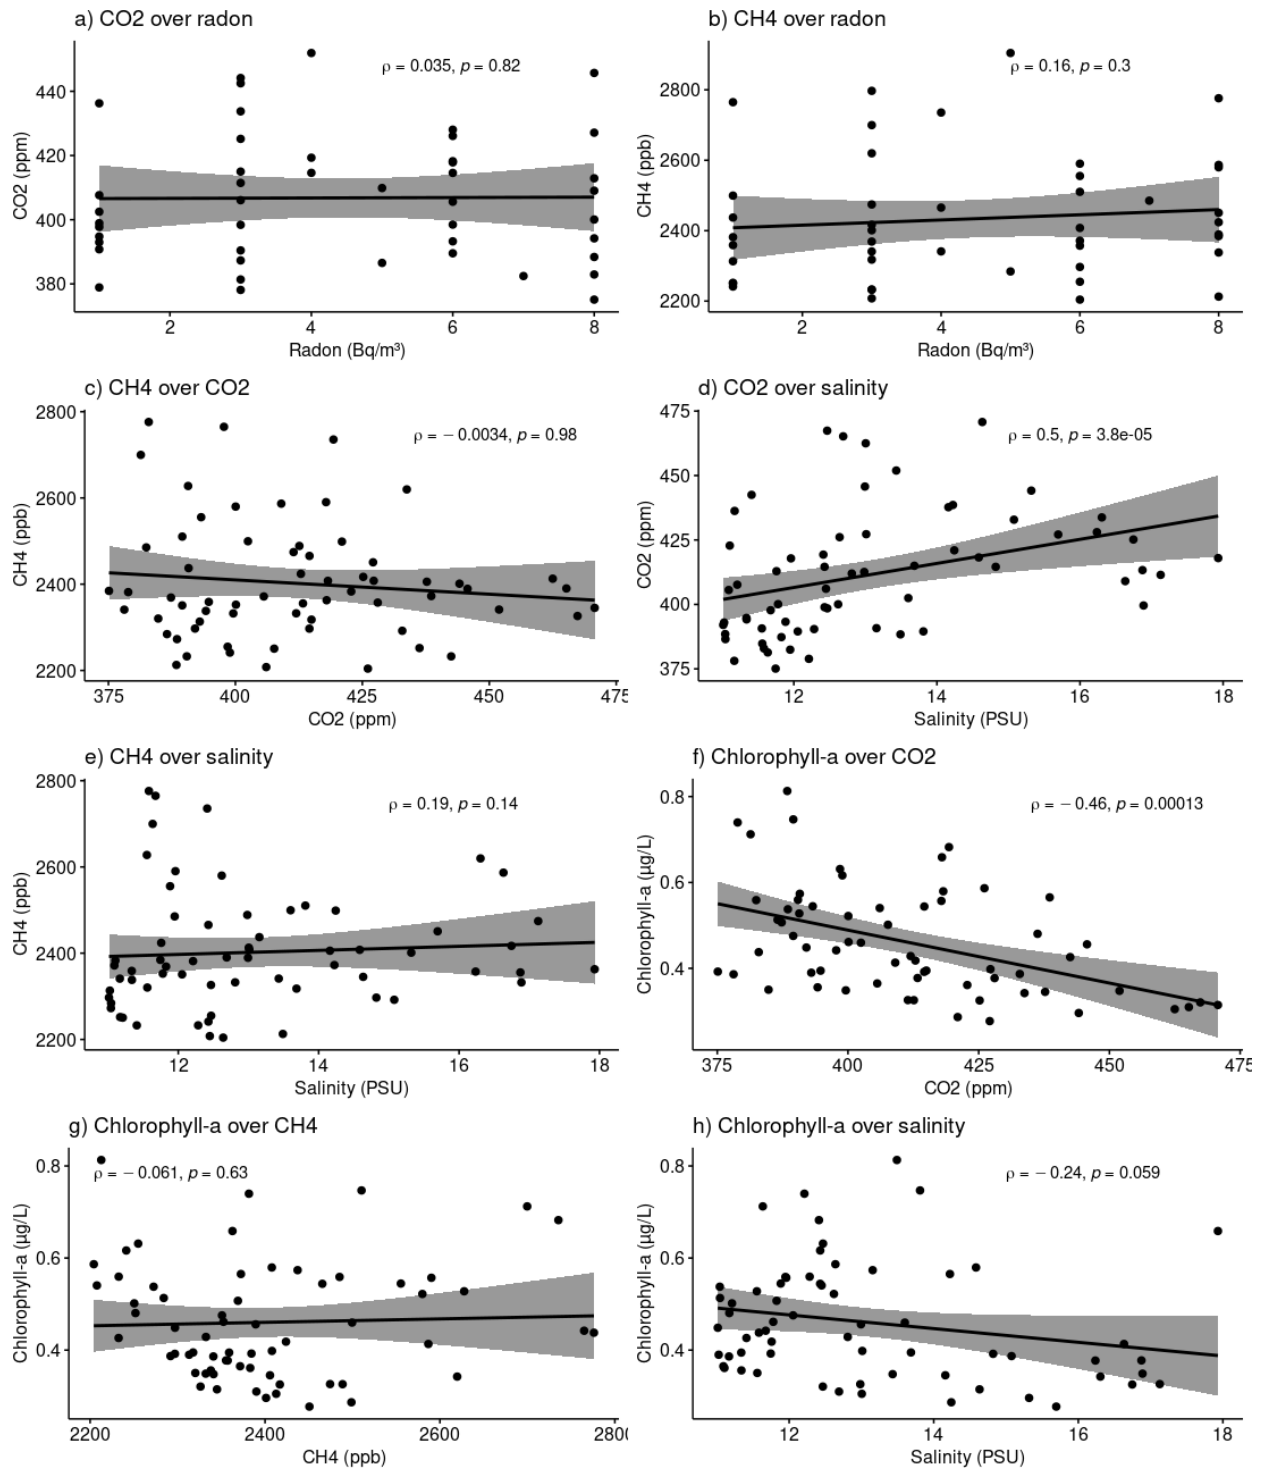 a) CO2 over radon
ρ = 0.035, p = 0.82
CO2 (ppm)
440
420
400
380
2 4 6 8
Radon (Bq/m³)
b) CH4 over radon
ρ = 0.16, p = 0.3
CH4 (ppb)
2800
2600
2400
2200
2 4 6 8
Radon (Bq/m³)
c) CH4 over CO2
ρ = − 0.0034, p = 0.98
CH4 (ppb)
2800
2600
2400
2200
375 400 425 450 475
CO2 (ppm)
d) CO2 over salinity
ρ = 0.5, p = 3.8e-05
CO2 (ppm)
475
450
425
400
375
12 14 16 18
Salinity (PSU)
e) CH4 over salinity
ρ = 0.19, p = 0.14
CH4 (ppb)
2800
2600
2400
2200
12 14 16 18
Salinity (PSU)
f) Chlorophyll-a over CO2
ρ = − 0.46, p = 0.00013
Chlorophyll-a (µg/L)
0.8
0.6
0.4
375 400 425 450 475
CO2 (ppm)
g) Chlorophyll-a over CH4
ρ = − 0.061, p = 0.63
Chlorophyll-a (µg/L)
0.8
0.6
0.4
2200 2400 2600 2800
CH4 (ppb)
h) Chlorophyll-a over salinity
ρ = − 0.24, p = 0.059
Chlorophyll-a (µg/L)
0.8
0.6
0.4
12 14 16 18
Salinity (PSU)